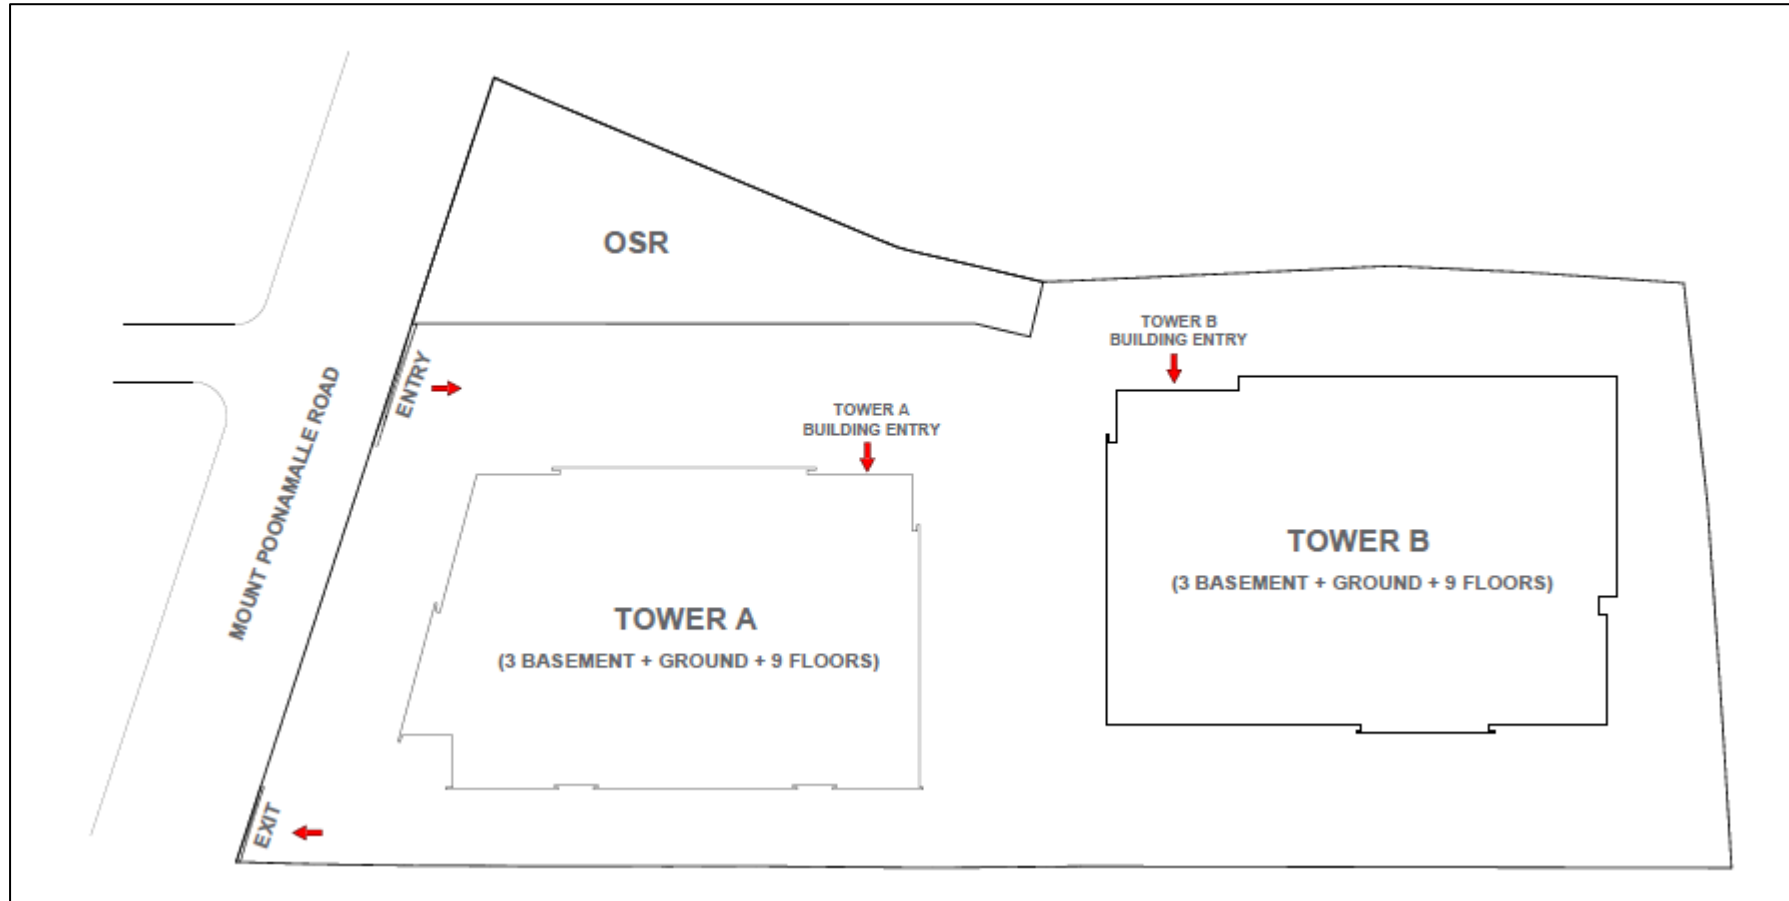 OSR
TOWER B
BUILDING ENTRY
ENTRY
MOUNT POONAMALLE ROAD
TOWER A
BUILDING ENTRY
TOWER B
(3 BASEMENT + GROUND + 9 FLOORS)
TOWER A
(3 BASEMENT + GROUND + 9 FLOORS)
EXIT